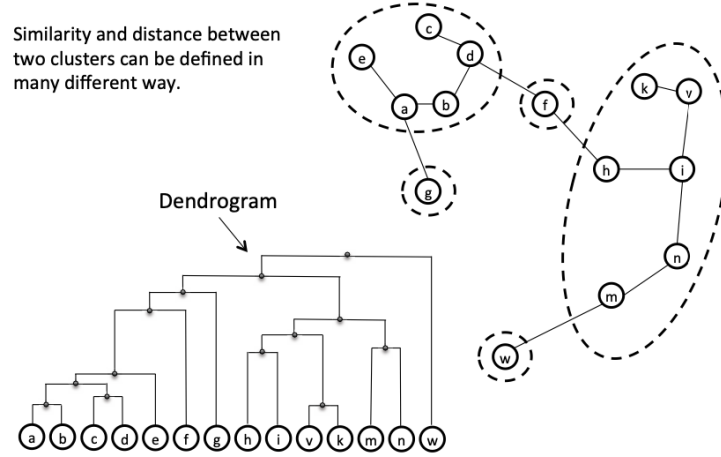 Similarity and distance between
two clusters can be defined in
many different way.
c
e
d
k
v
a
b
f
h
i
g
Dendrogram
n
m
w
a b c d e f g h i v k m n w